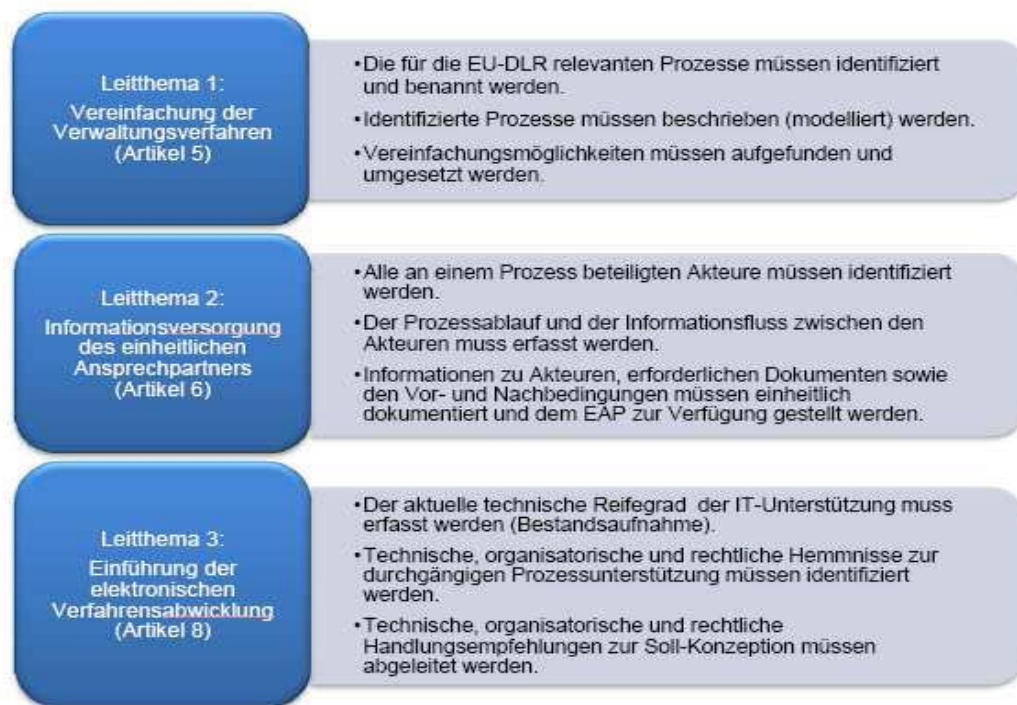 Leitthema 1:
Vereinfachung der
Verwaltungsverfahren
(Artikel 5)
•Die für die EU-DLR relevanten Prozesse müssen identifiziert
und benannt werden.
•Identifizierte Prozesse müssen beschrieben (modelliert) werden.
•Vereinfachungsmöglichkeiten müssen aufgefunden und
umgesetzt werden.
Leitthema 2:
Informationsversorgung
des einheitlichen
Ansprechpartners
(Artikel 6)
•Alle an einem Prozess beteiligten Akteure müssen identifiziert
werden.
•Der Prozessablauf und der Informationsfluss zwischen den
Akteuren muss erfasst werden.
•Informationen zu Akteuren, erforderlichen Dokumenten sowie
den Vor- und Nachbedingungen müssen einheitlich
dokumentiert und dem EAP zur Verfügung gestellt werden.
Leitthema 3:
Einführung der
elektronischen
Verfahrensabwicklung
(Artikel 8)
•Der aktuelle technische Reifegrad der IT-Unterstützung muss
erfasst werden (Bestandsaufnahme).
•Technische, organisatorische und rechtliche Hemmnisse zur
durchgängigen Prozessunterstützung müssen identifiziert
werden.
•Technische, organisatorische und rechtliche
Handlungsempfehlungen zur Soll-Konzeption müssen
abgeleitet werden.